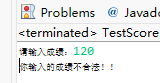 Problems @ Javado
<terminated> TestScore
请输入成绩：120
你输入的成绩不合法！！